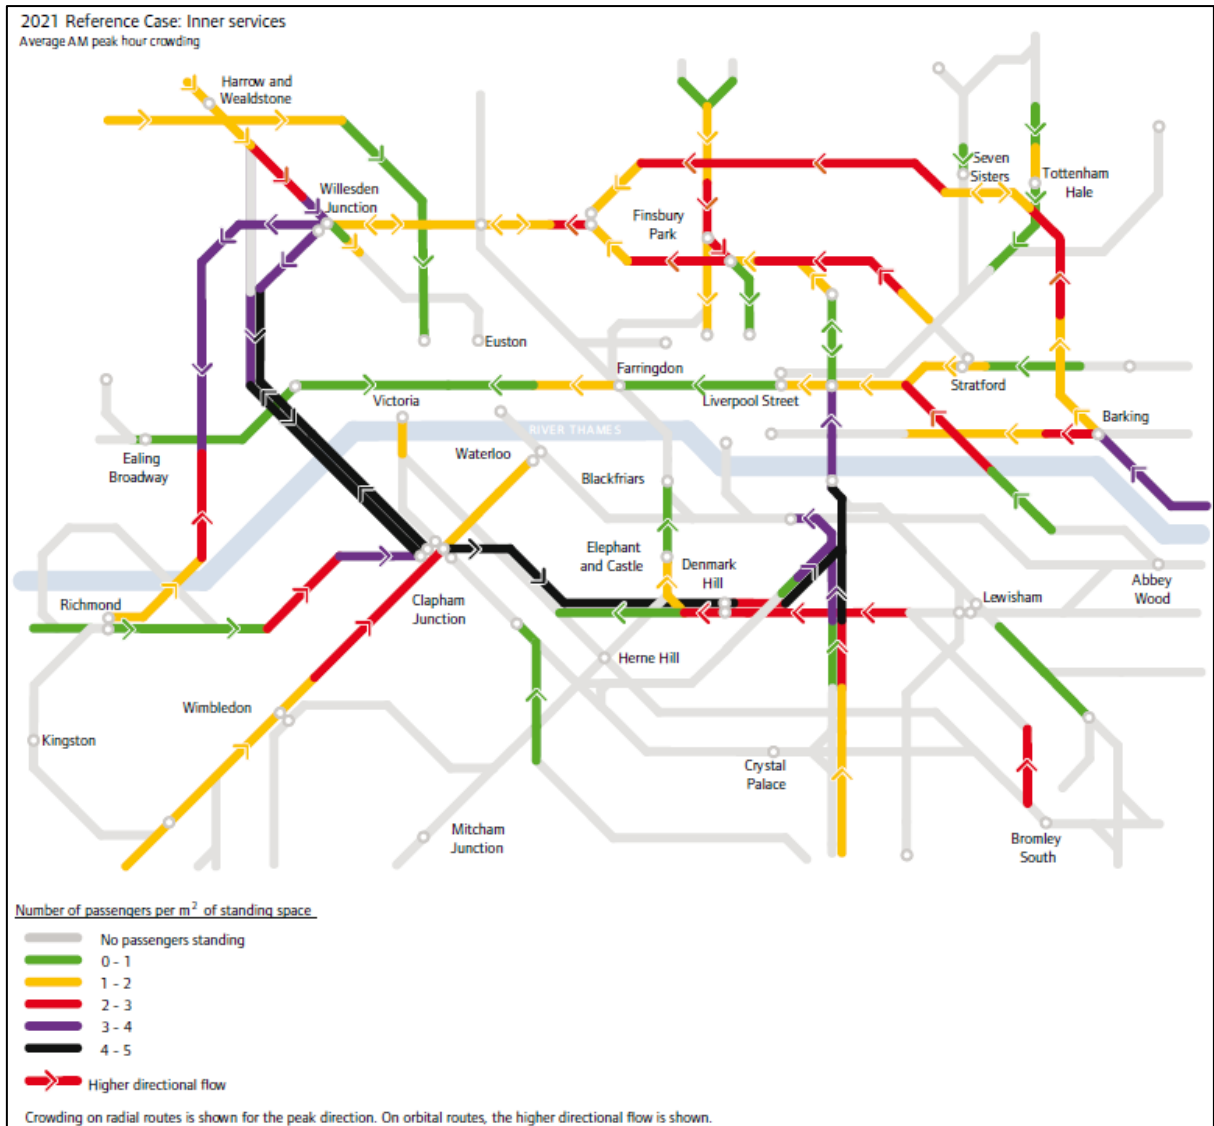 2021 Reference Case: Inner services
Average AM peak hour crowding
Harrow and
Wealdstone
Willesden
Junction
Finsbury
Park
Seven
Sisters
Tottenham
Hale
Euston
Farringdon
Victoria
Liverpool Street
Stratford
Barking
RIVER THAMES
Waterloo
Ealing
Broadway
Blackfriars
Elephant
and Castle
Denmark
Hill
Abbey
Wood
Richmond
Clapham
Junction
Lewisham
Herne Hill
Wimbledon
Kingston
Crystal
Palace
Mitcham
Junction
Bromley
South
Number of passengers per m² of standing space
No passengers standing
0 - 1
1 - 2
2 - 3
3 - 4
4 - 5
Higher directional flow
Crowding on radial routes is shown for the peak direction. On orbital routes, the higher directional flow is shown.